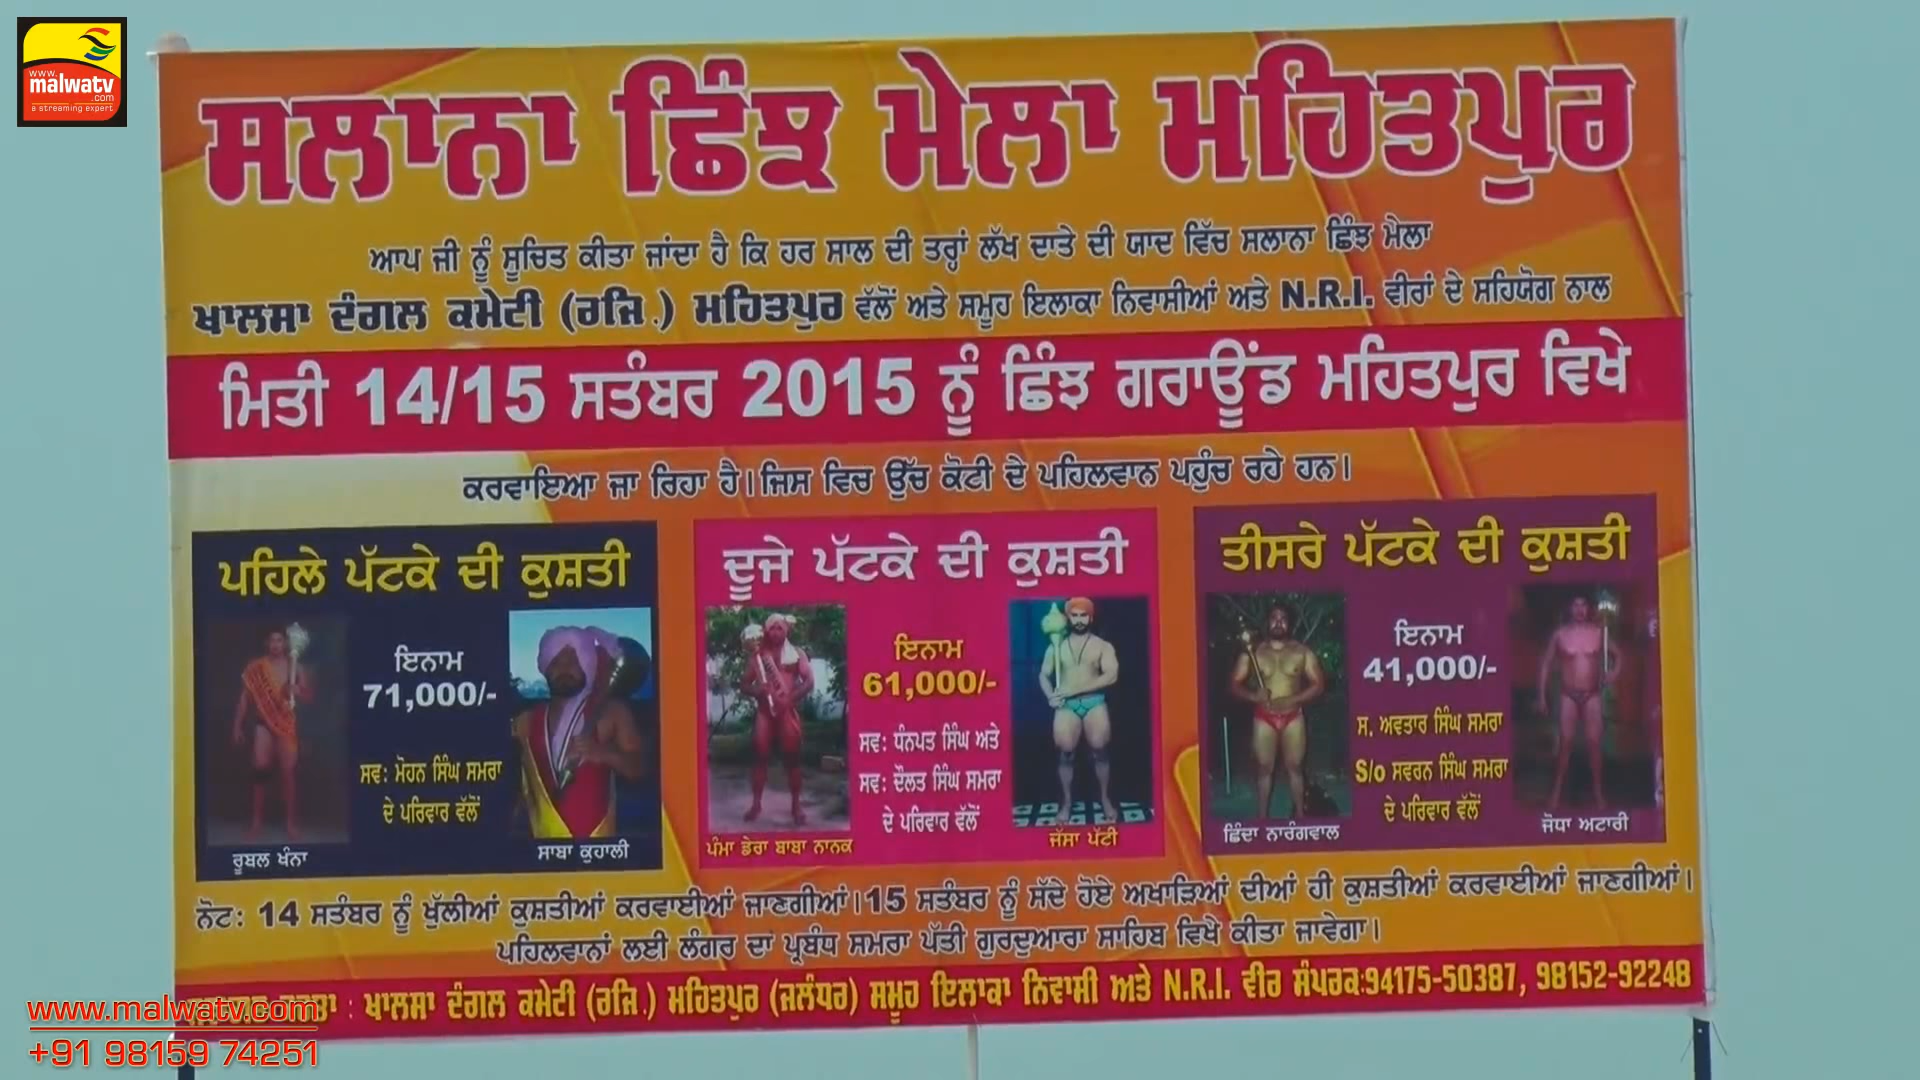 www.
malwatv
.com
e streaming expert
ਸਲਾਨਾ ਛਿੰਝ ਮੇਲਾ ਮਹਿਤਪੁਰ
ਆਪ ਜੀ ਨੂੰ ਸੂਚਿਤ ਕੀਤਾ ਜਾਂਦਾ ਹੈ ਕਿ ਹਰ ਸਾਲ ਦੀ ਤਰ੍ਹਾਂ ਲੱਖ ਦਾਤੇ ਦੀ ਯਾਦ ਵਿੱਚ ਸਲਾਨਾ ਛਿੰਝ ਮੇਲਾ
ਖਾਲਸਾ ਦੰਗਲ ਕਮੇਟੀ (ਰਜਿ.) ਮਹਿਤਪੁਰ ਵੱਲੋਂ ਅਤੇ ਸਮੂਹ ਇਲਾਕਾ ਨਿਵਾਸੀਆਂ ਅਤੇ N.R.I. ਵੀਰਾਂ ਦੇ ਸਹਿਯੋਗ ਨਾਲ
ਮਿਤੀ 14/15 ਸਤੰਬਰ 2015 ਨੂੰ ਛਿੰਝ ਗਰਾਊਂਡ ਮਹਿਤਪੁਰ ਵਿਖੇ
ਕਰਵਾਇਆ ਜਾ ਰਿਹਾ ਹੈ। ਜਿਸ ਵਿਚ ਉੱਚ ਕੋਟੀ ਦੇ ਪਹਿਲਵਾਨ ਪਹੁੰਚ ਰਹੇ ਹਨ।
ਪਹਿਲੇ ਪੱਟਕੇ ਦੀ ਕੁਸ਼ਤੀ
ਇਨਾਮ
71,000/-
ਸਵ: ਮੋਹਨ ਸਿੰਘ ਸਮਰਾ
ਦੇ ਪਰਿਵਾਰ ਵੱਲੋਂ
ਰੂਬਲ ਖੰਨਾ
ਸਾਬਾ ਕੁਹਾਲੀ
ਦੂਜੇ ਪੱਟਕੇ ਦੀ ਕੁਸ਼ਤੀ
ਇਨਾਮ
61,000/-
ਸਵ: ਧੰਨਪਤ ਸਿੰਘ ਅਤੇ
ਸਵ: ਦੌਲਤ ਸਿੰਘ ਸਮਰਾ
ਦੇ ਪਰਿਵਾਰ ਵੱਲੋਂ
ਪੰਮਾ ਡੇਰਾ ਬਾਬਾ ਨਾਨਕ
ਜੱਸਾ ਪੱਟੀ
ਤੀਸਰੇ ਪੱਟਕੇ ਦੀ ਕੁਸ਼ਤੀ
ਇਨਾਮ
41,000/-
ਸ. ਅਵਤਾਰ ਸਿੰਘ ਸਮਰਾ
S/o ਸਵਰਨ ਸਿੰਘ ਸਮਰਾ
ਦੇ ਪਰਿਵਾਰ ਵੱਲੋਂ
ਛਿੰਦਾ ਨਾਰੰਗਵਾਲ
ਜੋਧਾ ਅਟਾਰੀ
ਨੋਟ: 14 ਸਤੰਬਰ ਨੂੰ ਖੁੱਲੀਆਂ ਕੁਸ਼ਤੀਆਂ ਕਰਵਾਈਆਂ ਜਾਣਗੀਆਂ। 15 ਸਤੰਬਰ ਨੂੰ ਸੱਦੇ ਹੋਏ ਅਖਾੜਿਆਂ ਦੀਆਂ ਹੀ ਕੁਸ਼ਤੀਆਂ ਕਰਵਾਈਆਂ ਜਾਣਗੀਆਂ।
ਪਹਿਲਵਾਨਾਂ ਲਈ ਲੰਗਰ ਦਾ ਪ੍ਰਬੰਧ ਸਮਰਾ ਪੱਤੀ ਗੁਰਦੁਆਰਾ ਸਾਹਿਬ ਵਿਖੇ ਕੀਤਾ ਜਾਵੇਗਾ।
: ਖਾਲਸਾ ਦੰਗਲ ਕਮੇਟੀ (ਰਜਿ.) ਮਹਿਤਪੁਰ (ਜਲੰਧਰ) ਸਮੂਹ ਇਲਾਕਾ ਨਿਵਾਸੀ ਅਤੇ N.R.I. ਵੀਰ ਸੰਪਰਕ:94175-50387, 98152-92248
www.malwatv.com
+91 98159 74251